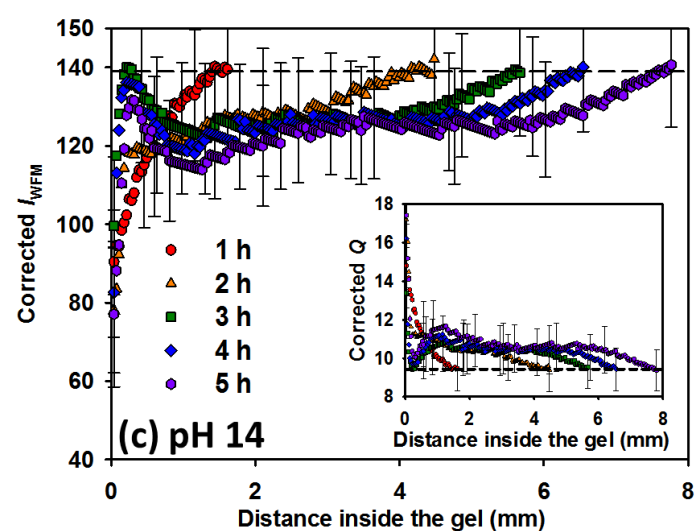 160
140
120
100
80
60
40
Corrected I_WFM
1 h
2 h
3 h
4 h
5 h
(c) pH 14
0
2
4
6
8
Distance inside the gel (mm)
18
16
14
12
10
8
Corrected Q
0
2
4
6
8
Distance inside the gel (mm)